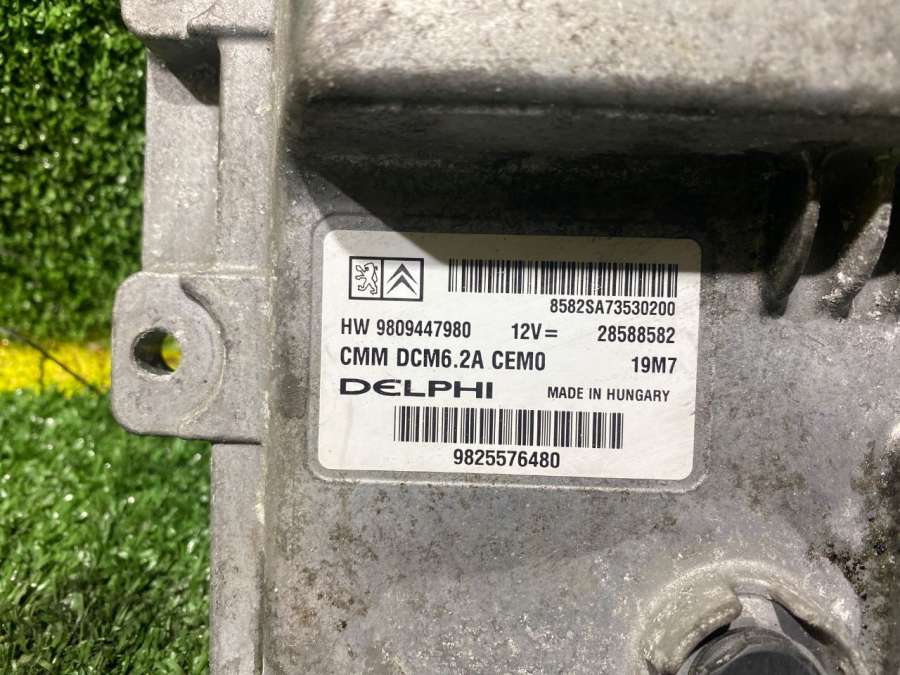 8582SA73530200
HW 9809447980 12V= 28588582
CMM DCM6.2A CEM0 19M7
DELPHI MADE IN HUNGARY
9825576480